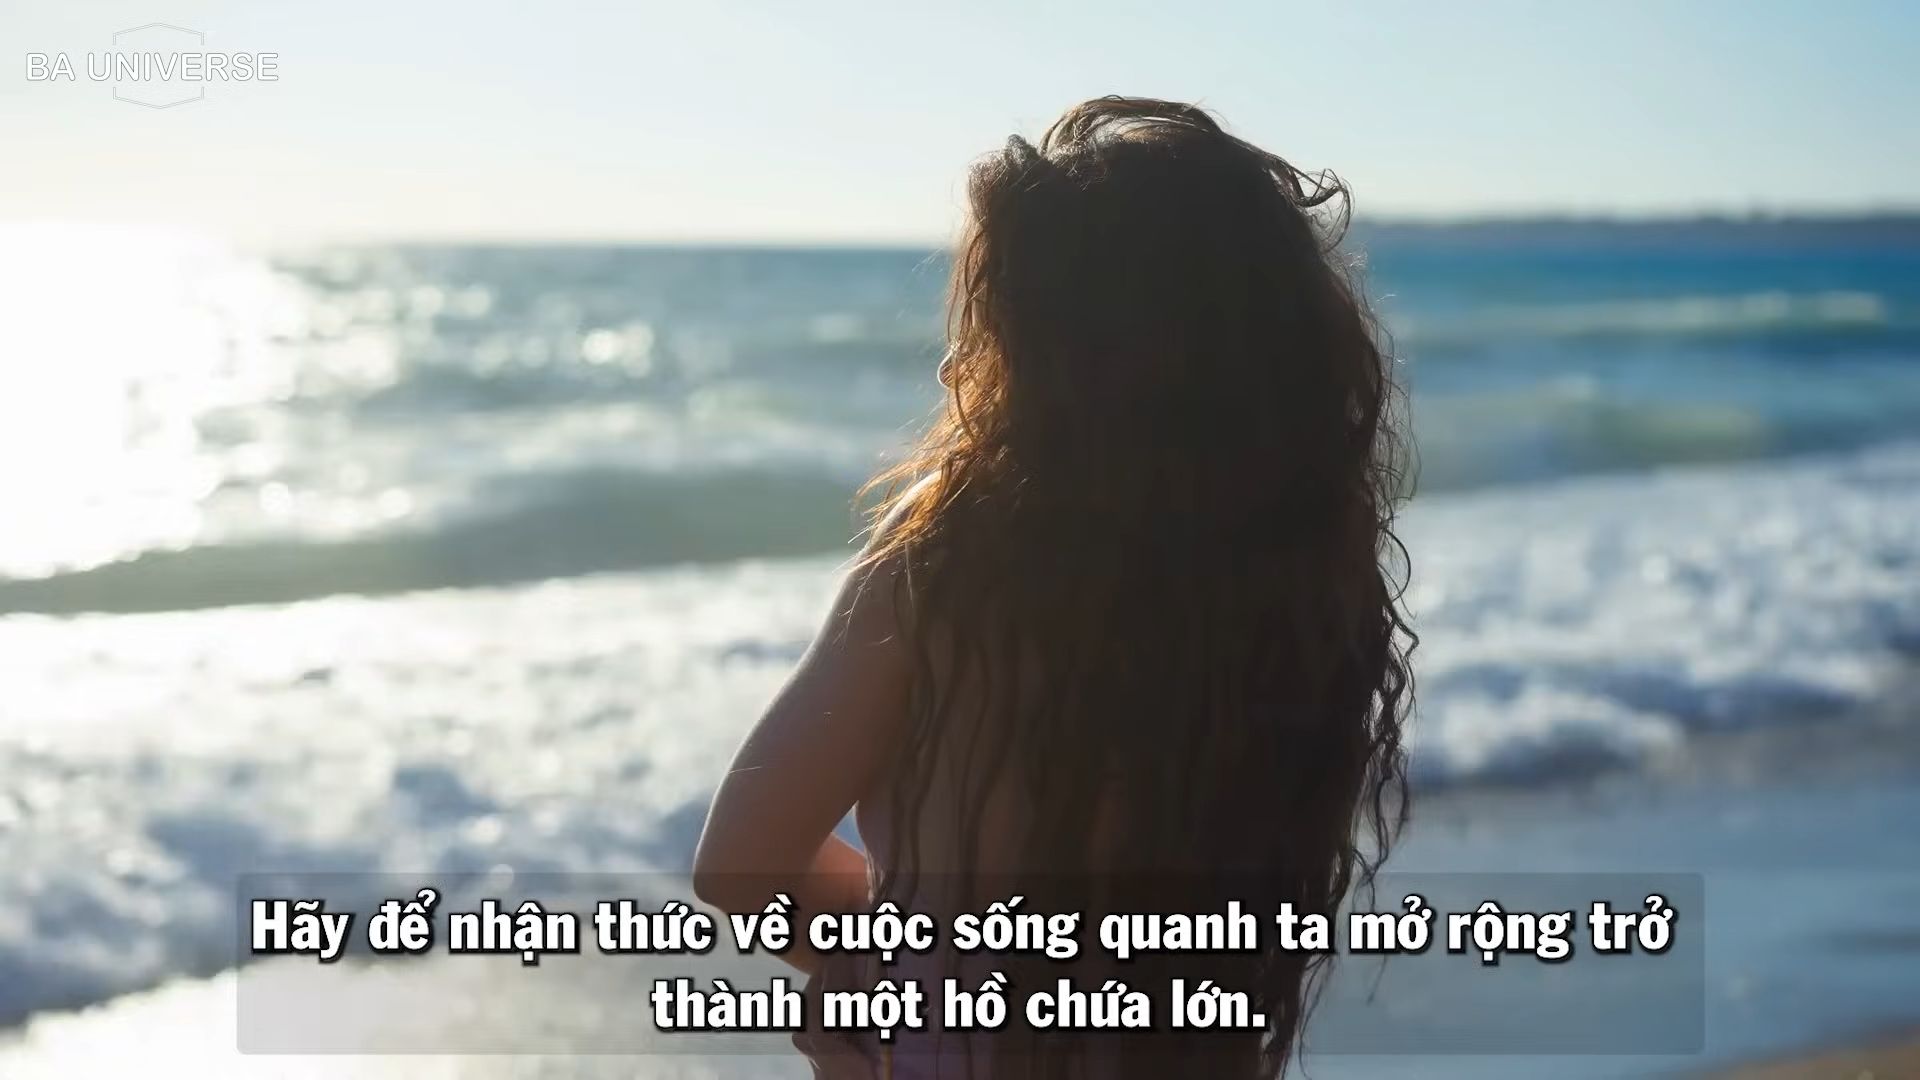 BA UNIVERSE
Hãy để nhận thức về cuộc sống quanh ta mở rộng trở
thành một hồ chứa lớn.